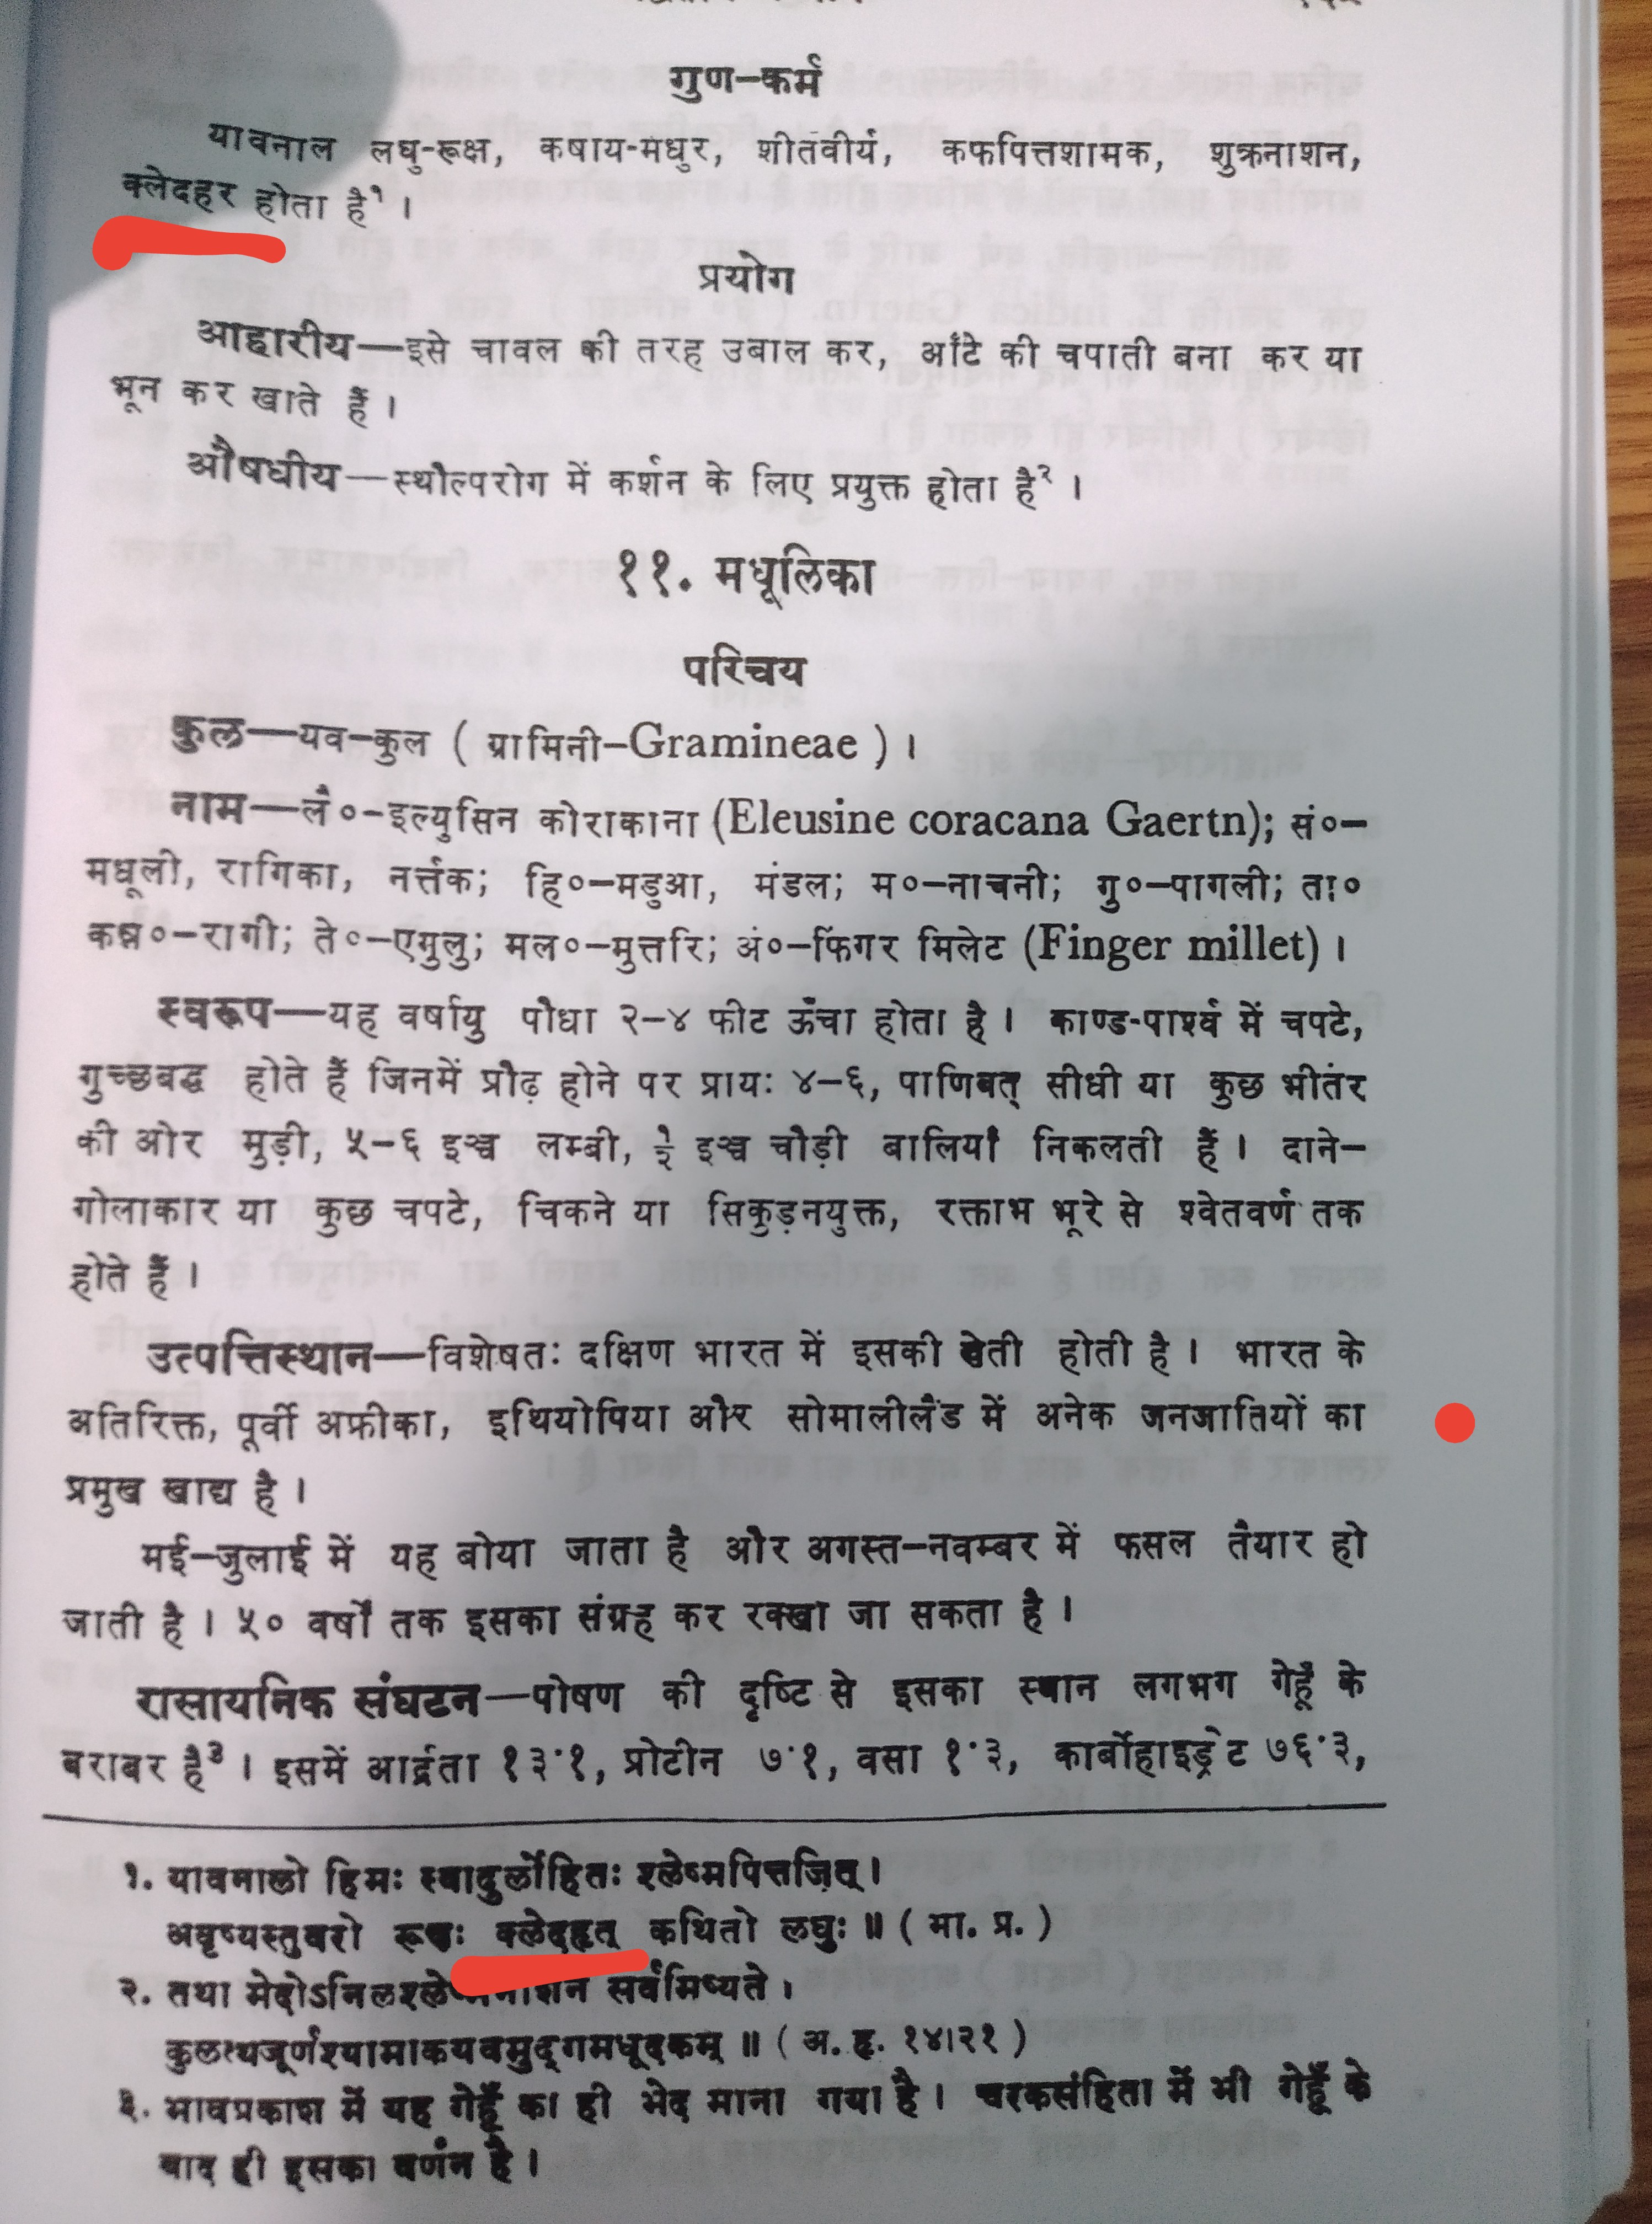 गुण-कर्म
यावनाल लघु-रूक्ष, कषाय-मधुर, शीतवीर्य, कफपित्तशामक, शुक्रनाशन,
क्लेदहर होता है१ ।
प्रयोग
आहारीय—इसे चावल की तरह उबाल कर, आँटे की चपाती बना कर या
भून कर खाते हैं ।
औषधीय—स्थौल्परोग में कर्शन के लिए प्रयुक्त होता है२ ।
११. मधूलिका
परिचय
कुल—यव-कुल ( ग्रामिनी-Gramineae ) ।
नाम—लै०-इल्युसिन कोराकाना (Eleusine coracana Gaertn); सं०-
मधूली, रागिका, नर्त्तक; हि०-मडुआ, मंडल; म०-नाचनी; गु०-पागली; ता०
कन्न०-रागी; ते०-एमुलु; मल०-मुत्तरि; अं०-फिंगर मिलेट (Finger millet) ।
स्वरूप—यह वर्षायु पौधा २-४ फीट ऊँचा होता है । काण्ड-पार्श्व में चपटे,
गुच्छबद्ध होते हैं जिनमें प्रौढ़ होने पर प्रायः ४-६, पाणिवत् सीधी या कुछ भीतर
की ओर मुड़ी, ५-६ इञ्च लम्बी, इञ्च चौड़ी बालियाँ निकलती हैं । दाने-
गोलाकार या कुछ चपटे, चिकने या सिकुड़नयुक्त, रक्ताभ भूरे से श्वेतवर्ण तक
होते हैं ।
उत्पत्तिस्थान—विशेषतः दक्षिण भारत में इसकी खेती होती है । भारत के
अतिरिक्त, पूर्वी अफ्रीका, इथियोपिया और सोमालीलैंड में अनेक जनजातियों का
प्रमुख खाद्य है ।
मई-जुलाई में यह बोया जाता है और अगस्त-नवम्बर में फसल तैयार हो
जाती है । ५० वर्षों तक इसका संग्रह कर रक्खा जा सकता है ।
रासायनिक संघटन—पोषण की दृष्टि से इसका स्थान लगभग गेहूँ के
बराबर है३ । इसमें आर्द्रता १३·१, प्रोटीन ७·१, वसा १·३, कार्बोहाइड्रेट ७६·३,
१. यावनालो हिमः स्वादुर्लोहितः श्लेष्मपित्तजित् ।
अवृष्यस्तुवरो रूक्षः क्लेदहृत् कथितो लघुः ॥ ( भा. प्र. )
२. तथा मेदोऽनिलश्लेष्मनाशनं सर्वमिष्यते ।
कुलत्थजूर्णश्यामाकयवमुद्गमधूदकम् ॥ ( अ. हृ. १४।२१ )
३. भावप्रकाश में यह गेहूँ का ही भेद माना गया है । चरकसंहिता में भी गेहूँ के
बाद ही इसका वर्णन है ।